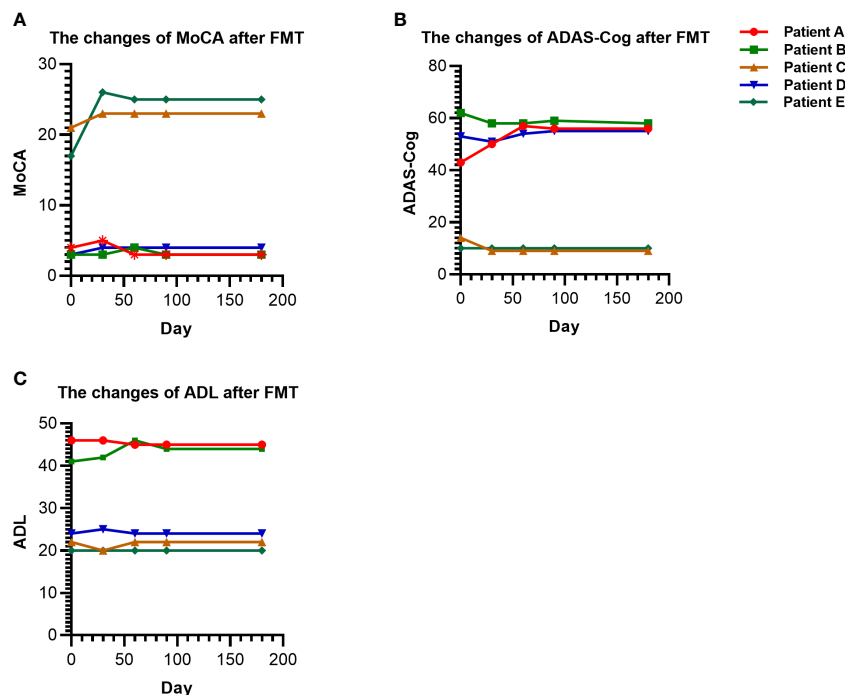 A
The changes of MoCA after FMT
30
20
10
0
MoCA
0 50 100 150 200
Day
B
The changes of ADAS-Cog after FMT
80
60
40
20
0
ADAS-Cog
0 50 100 150 200
Day
Patient A
Patient B
Patient C
Patient D
Patient E
C
The changes of ADL after FMT
50
40
30
20
10
0
ADL
0 50 100 150 200
Day